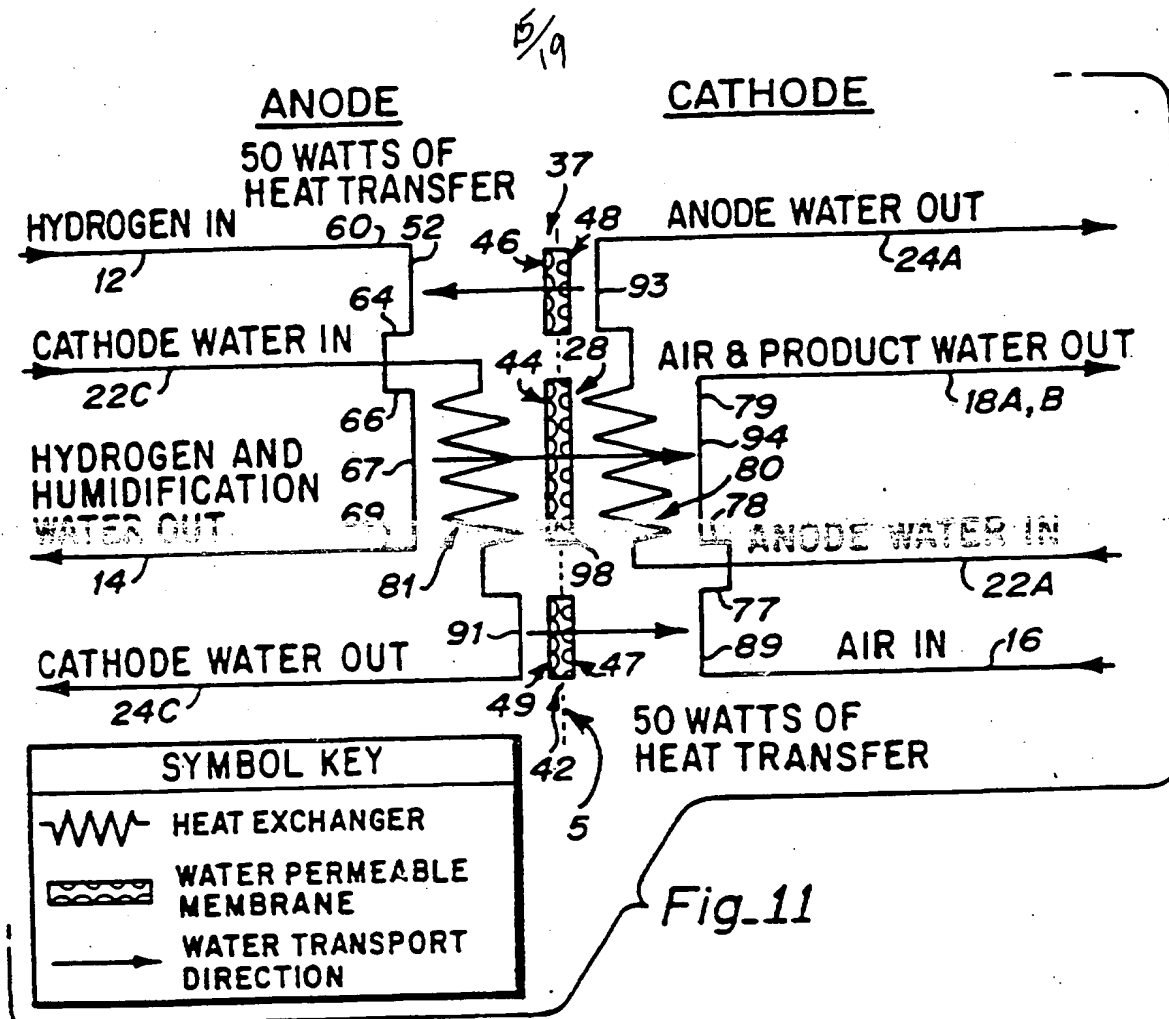 15/19
ANODE
CATHODE
50 WATTS OF
HEAT TRANSFER
37
HYDROGEN IN
60
52
46
48
ANODE WATER OUT
12
24A
93
64
CATHODE WATER IN
28
AIR & PRODUCT WATER OUT
22C
44
18A, B
66
79
94
HYDROGEN AND
HUMIDIFICATION
WATER OUT
67
80
69
78
ANODE WATER IN
14
81
98
22A
77
91
89
AIR IN
16
CATHODE WATER OUT
49
47
24C
42
50 WATTS OF
HEAT TRANSFER
5
SYMBOL KEY
HEAT EXCHANGER
WATER PERMEABLE
MEMBRANE
WATER TRANSPORT
DIRECTION
Fig_11